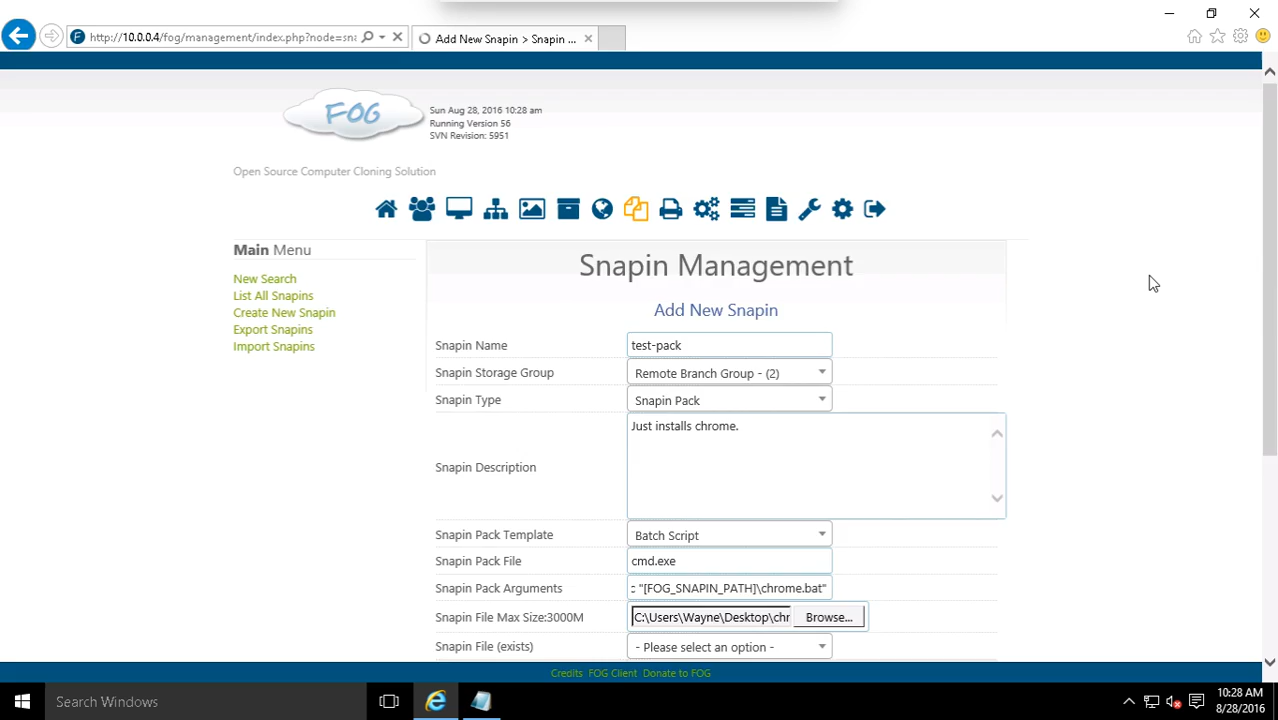 http://10.0.0.4/fog/management/index.php?node=sna
Add New Snapin > Snapin ...
FOG
Sun Aug 28, 2016 10:28 am
Running Version 56
SVN Revision: 5951
Open Source Computer Cloning Solution
Main Menu
New Search
List All Snapins
Create New Snapin
Export Snapins
Import Snapins
Snapin Management
Add New Snapin
Snapin Name test-pack
Snapin Storage Group Remote Branch Group - (2)
Snapin Type Snapin Pack
Snapin Description Just installs chrome.
Snapin Pack Template Batch Script
Snapin Pack File cmd.exe
Snapin Pack Arguments "[FOG_SNAPIN_PATH]\chrome.bat"
Snapin File Max Size:3000M C:\Users\Wayne\Desktop\chr Browse...
Snapin File (exists) - Please select an option -
Credits FOG Client Donate to FOG
Search Windows
10:28 AM
8/28/2016